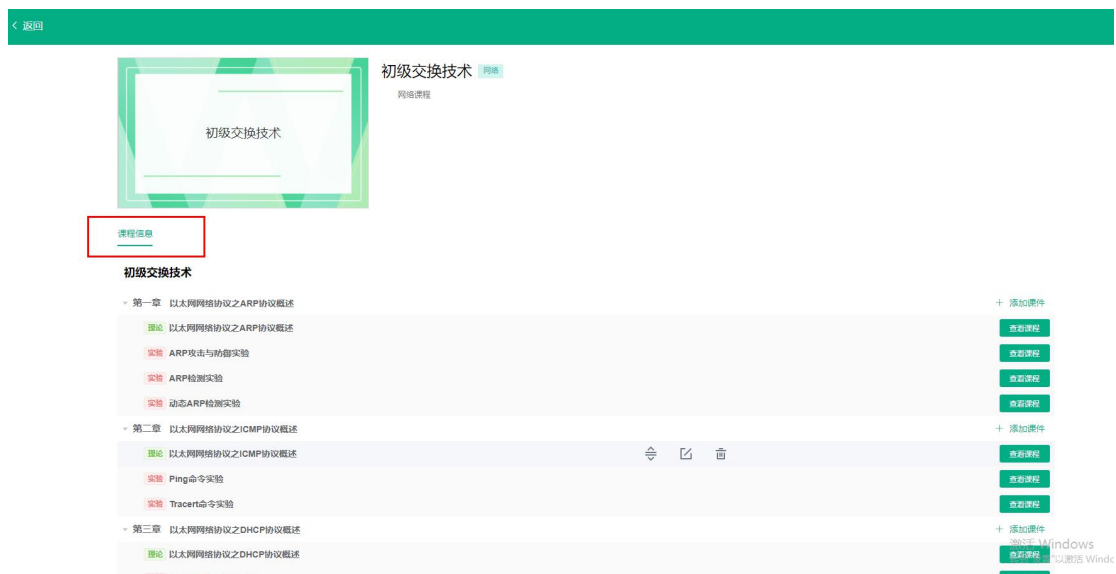 < 返回
初级交换技术 网络
网络课程
初级交换技术
课程信息
初级交换技术
第一章 以太网网络协议之ARP协议概述 + 添加课件
理论 以太网网络协议之ARP协议概述 查看课程
实验 ARP攻击与防御实验 查看课程
实验 ARP检测实验 查看课程
实验 动态ARP检测实验 查看课程
第二章 以太网网络协议之ICMP协议概述 + 添加课件
理论 以太网网络协议之ICMP协议概述 查看课程
实验 Ping命令实验 查看课程
实验 Tracert命令实验 查看课程
第三章 以太网网络协议之DHCP协议概述 + 添加课件
激活 Windows
理论 以太网网络协议之DHCP协议概述 查看课程
"以激活 Windo